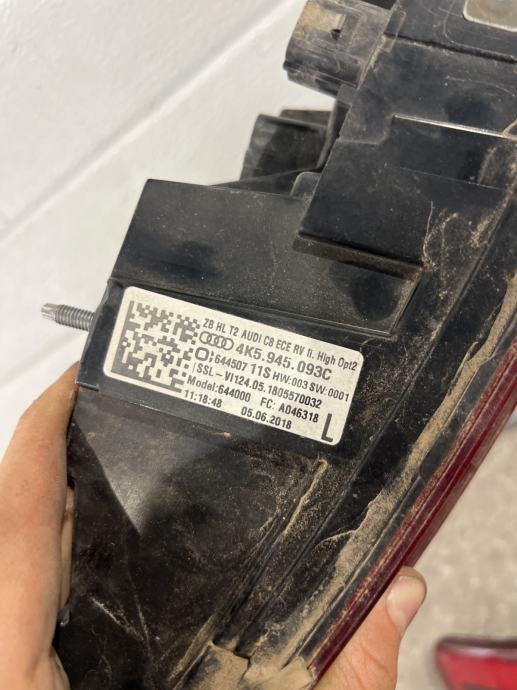 ZB HL T2 AUDI C8 ECE RV li. High Opt2
4K5.945.093C
644507 11S HW:003 SW:0001
SSL-VI124.05.1805570032
Model:644000 FC: A046318
11:18:48 05.06.2018 L